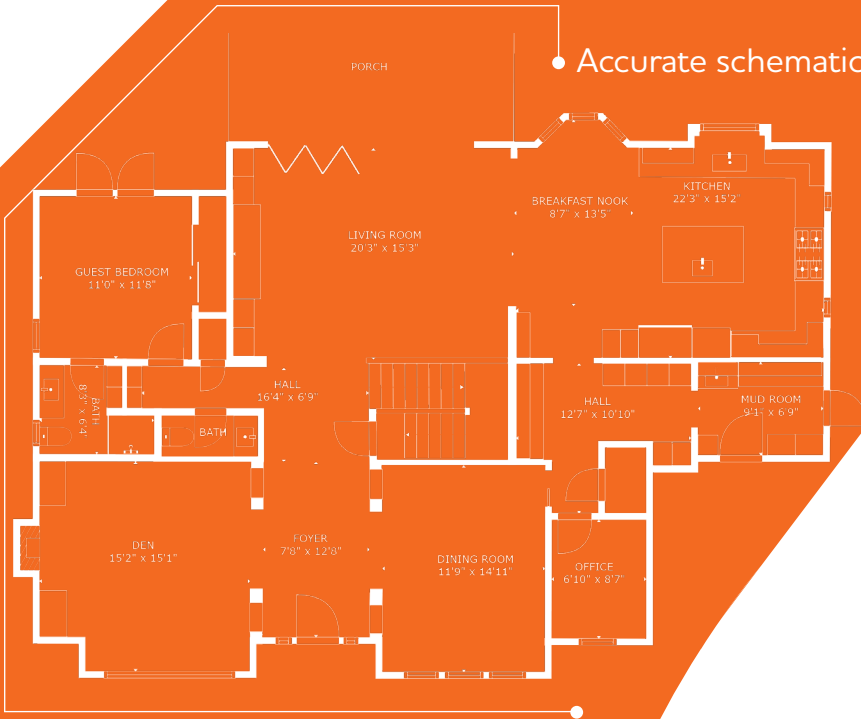 PORCH
Accurate schematic
KITCHEN
22'3" x 15'2"
BREAKFAST NOOK
8'7" x 13'5"
LIVING ROOM
20'3" x 15'3"
GUEST BEDROOM
11'0" x 11'8"
HALL
16'4" x 6'9"
HALL
12'7" x 10'10"
MUD ROOM
9'1" x 6'9"
BATH
8'3" x 6'4"
BATH
DEN
15'2" x 15'1"
FOYER
7'8" x 12'8"
DINING ROOM
11'9" x 14'11"
OFFICE
6'10" x 8'7"